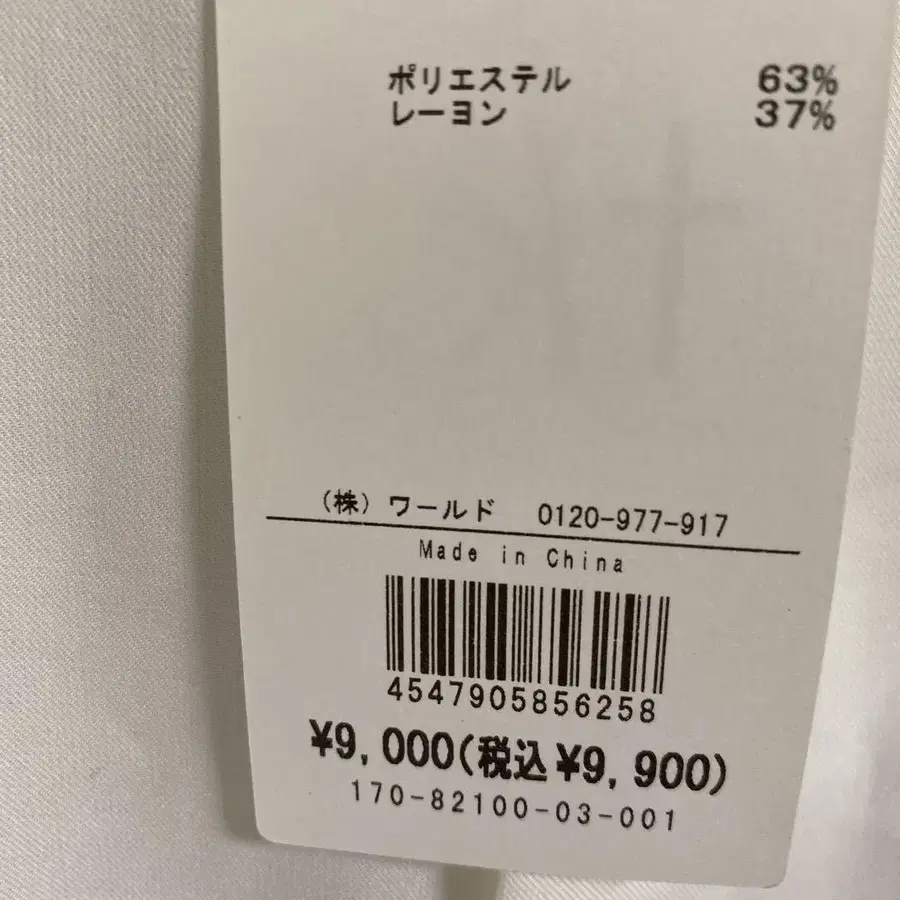 ポリエステル 63%
レーヨン 37%
(株) ワールド 0120-977-917
Made in China
4547905856258
¥9,000(税込¥9,900)
170-82100-03-001